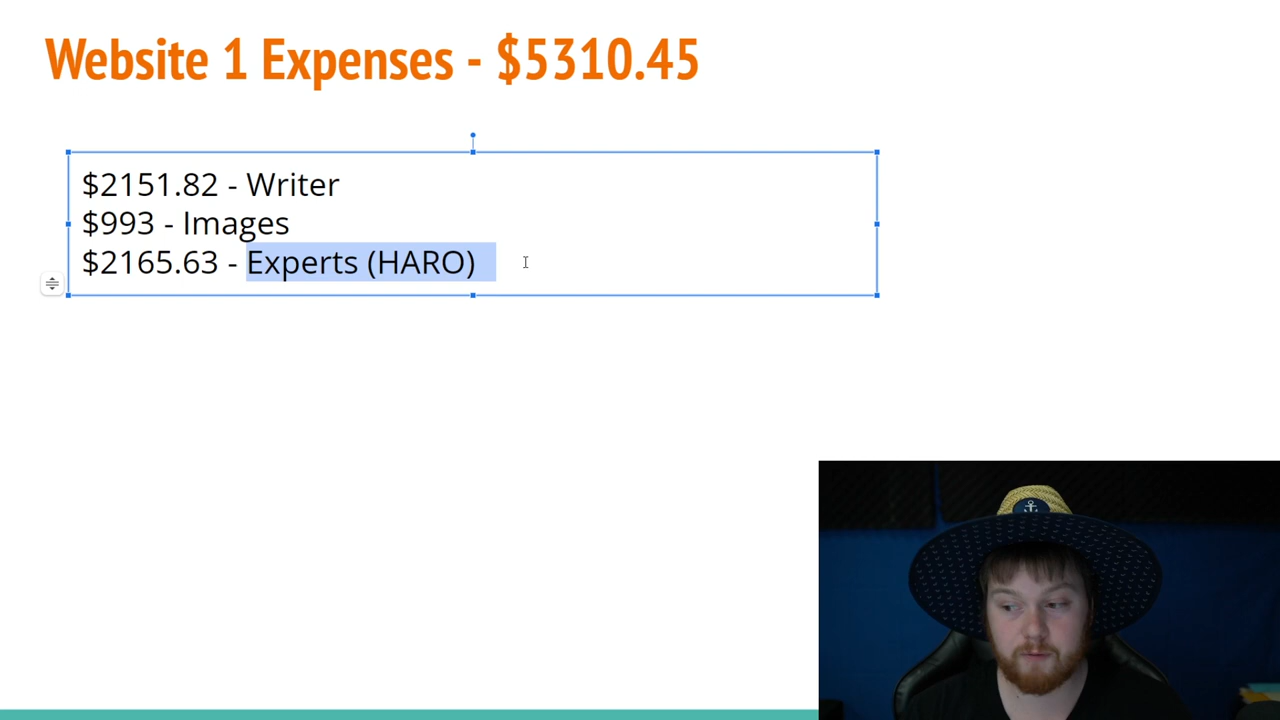 Website 1 Expenses - $5310.45
$2151.82 - Writer
$993 - Images
$2165.63 - Experts (HARO)